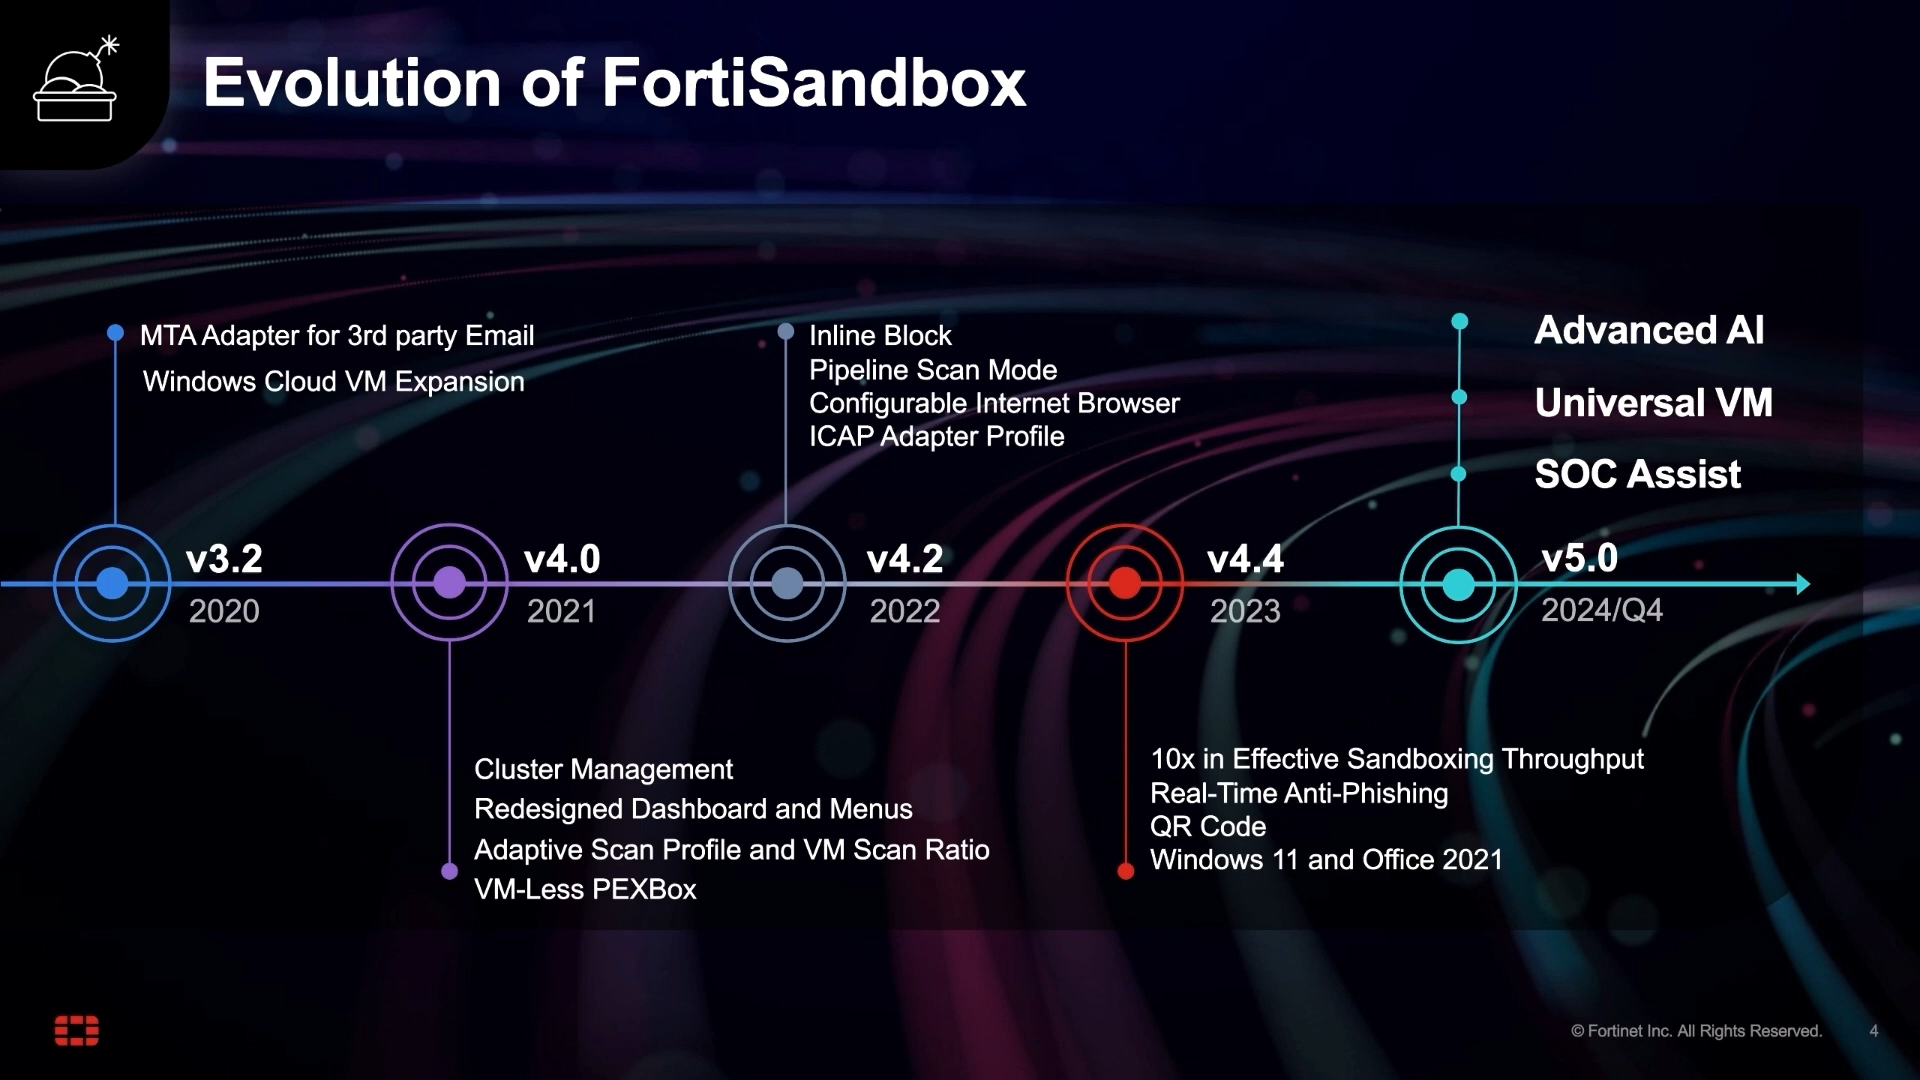 Evolution of FortiSandbox
MTA Adapter for 3rd party Email
Windows Cloud VM Expansion
v3.2
2020
v4.0
2021
Cluster Management
Redesigned Dashboard and Menus
Adaptive Scan Profile and VM Scan Ratio
VM-Less PEXBox
Inline Block
Pipeline Scan Mode
Configurable Internet Browser
ICAP Adapter Profile
v4.2
2022
v4.4
2023
10x in Effective Sandboxing Throughput
Real-Time Anti-Phishing
QR Code
Windows 11 and Office 2021
Advanced AI
Universal VM
SOC Assist
v5.0
2024/Q4
© Fortinet Inc. All Rights Reserved.
4